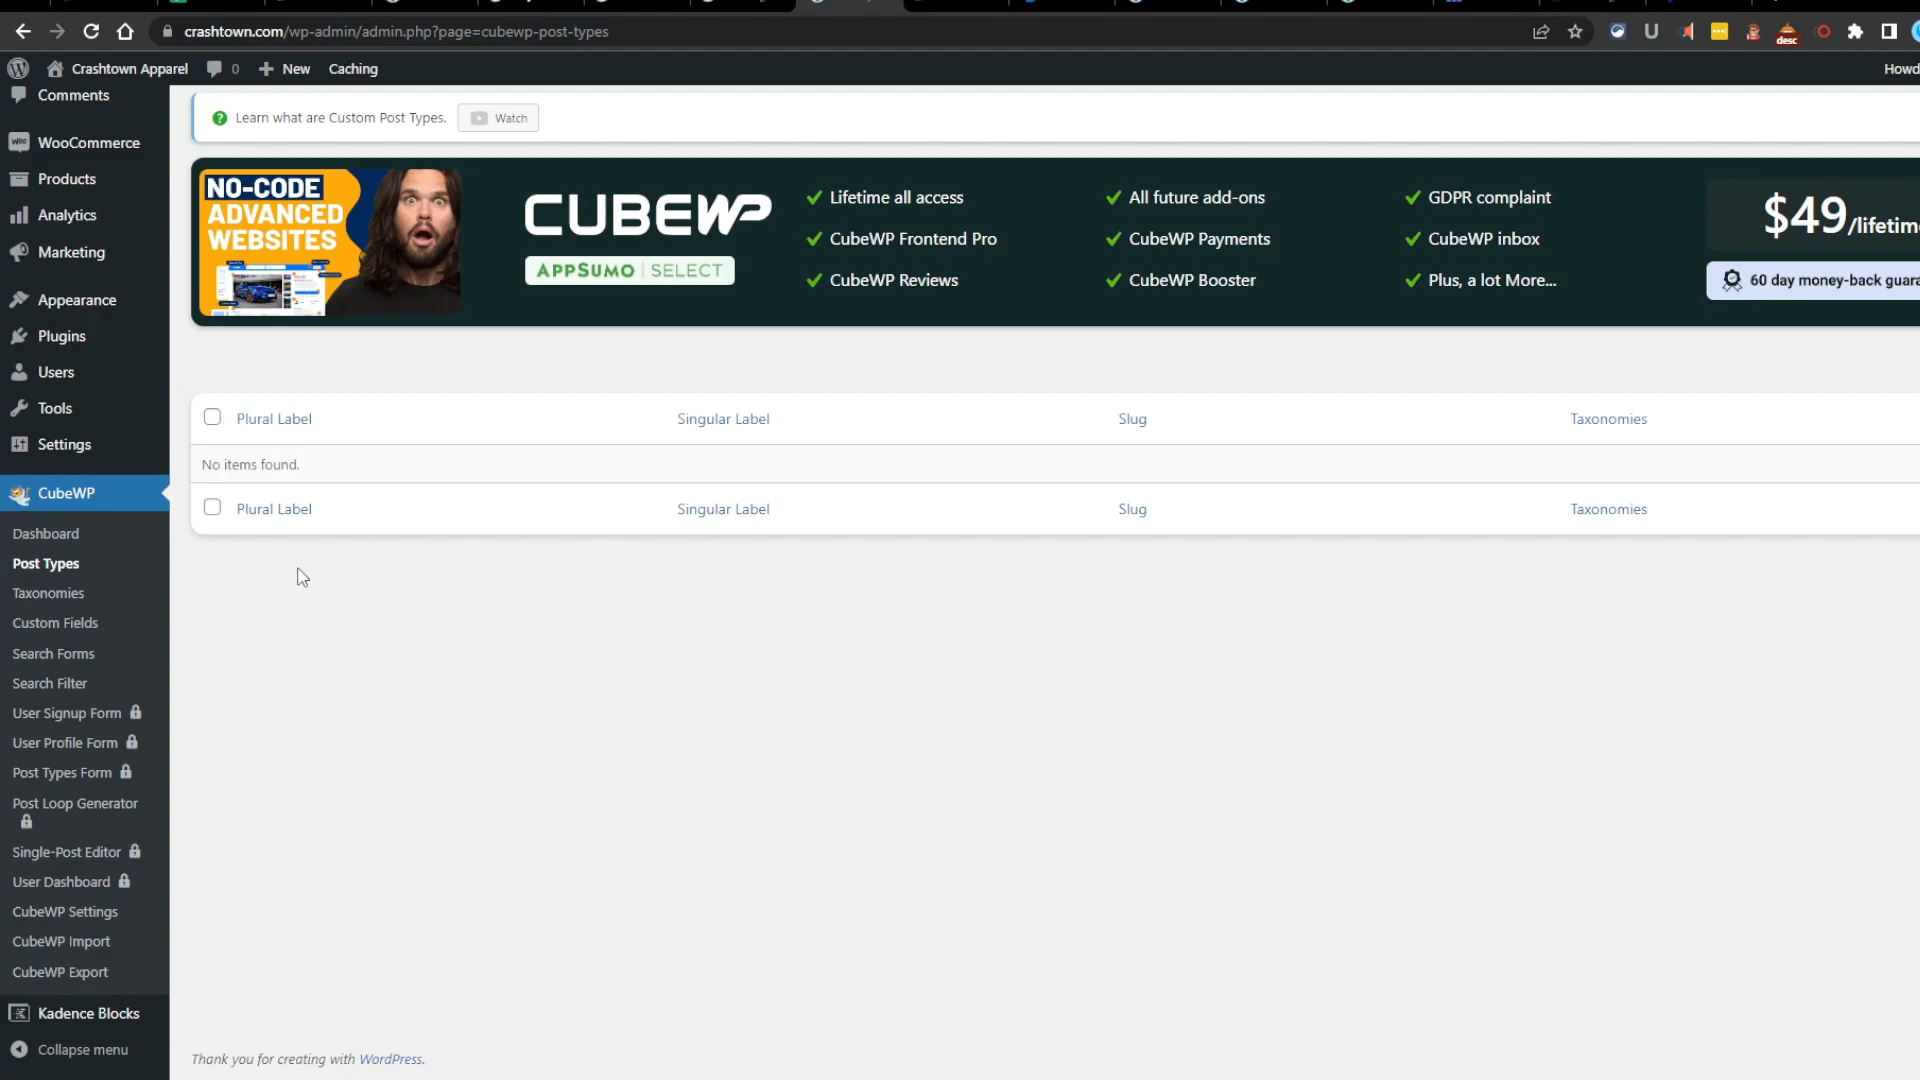 crashtown.com/wp-admin/admin.php?page=cubewp-post-types
desc
Crashtown Apparel 0 New Caching Howd
Comments
WooCommerce
Products
Analytics
Marketing
Appearance
Plugins
Users
Tools
Settings
CubeWP
Dashboard
Post Types
Taxonomies
Custom Fields
Search Forms
Search Filter
User Signup Form
User Profile Form
Post Types Form
Post Loop Generator
Single-Post Editor
User Dashboard
CubeWP Settings
CubeWP Import
CubeWP Export
Kadence Blocks
Collapse menu
Learn what are Custom Post Types. Watch
NO-CODE
ADVANCED
WEBSITES
CUBEWP
APPSUMO | SELECT
Lifetime all access
CubeWP Frontend Pro
CubeWP Reviews
All future add-ons
CubeWP Payments
CubeWP Booster
GDPR complaint
CubeWP inbox
Plus, a lot More...
$49/lifetim
60 day money-back guara
Plural Label Singular Label Slug Taxonomies
No items found.
Plural Label Singular Label Slug Taxonomies
Thank you for creating with WordPress.